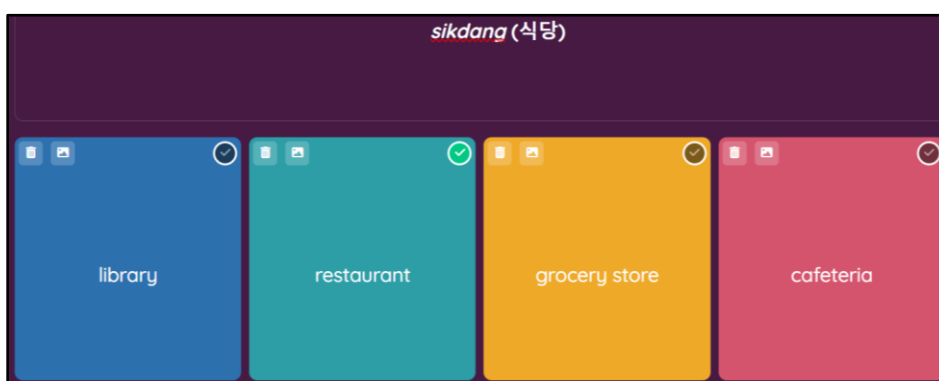 sikdang (식당)
library
restaurant
grocery store
cafeteria